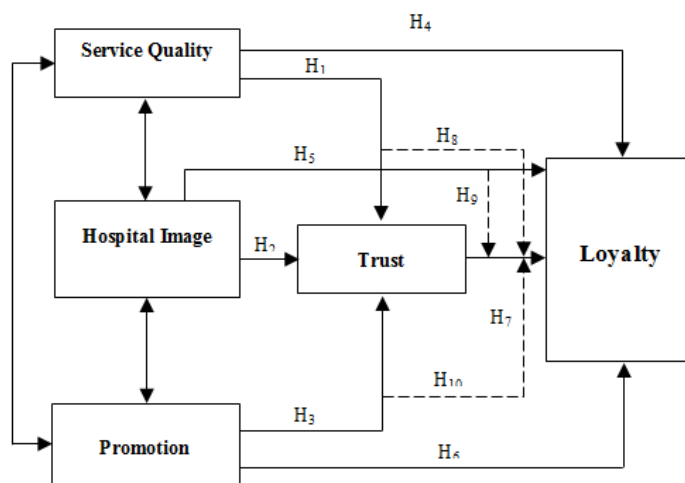 H₄
Service Quality
H₁
H₈
H₅
H₉
Hospital Image
H₂
Trust
Loyalty
H₇
H₁₀
H₃
Promotion
H₆